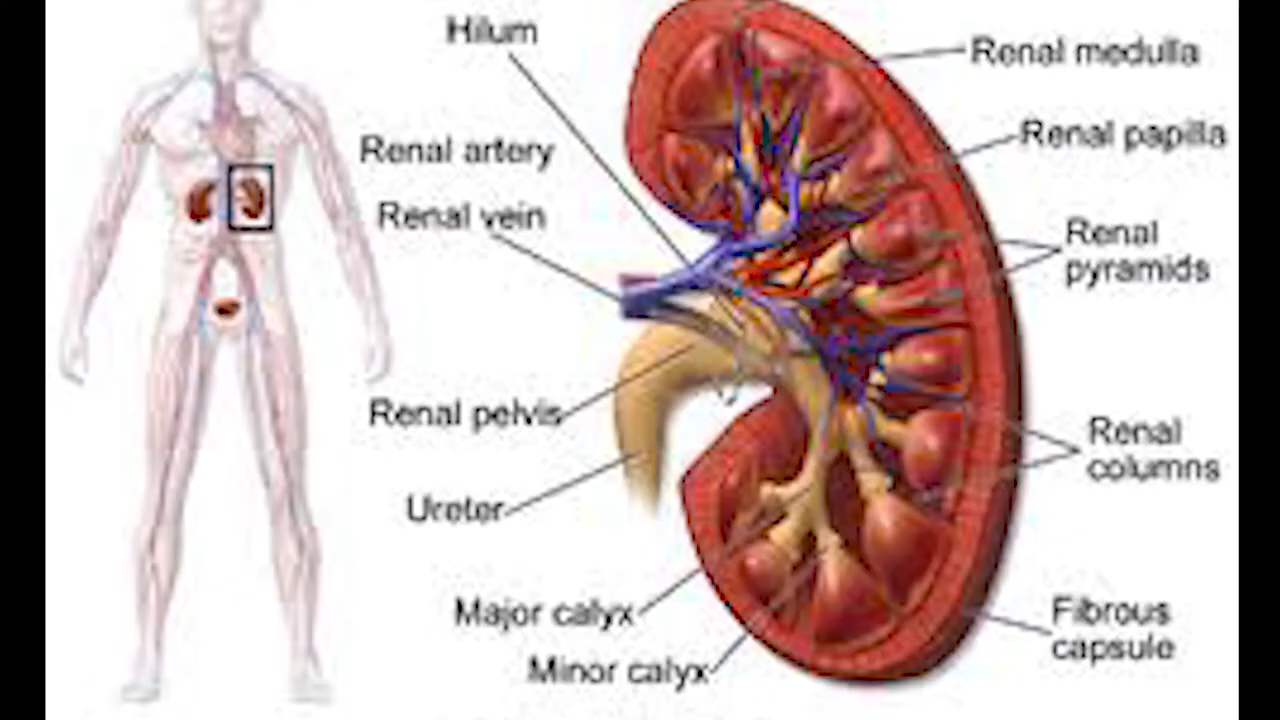 Hilum
Renal artery
Renal vein
Renal pelvis
Ureter
Major calyx
Minor calyx
Renal medulla
Renal papilla
Renal
pyramids
Renal
columns
Fibrous
capsule